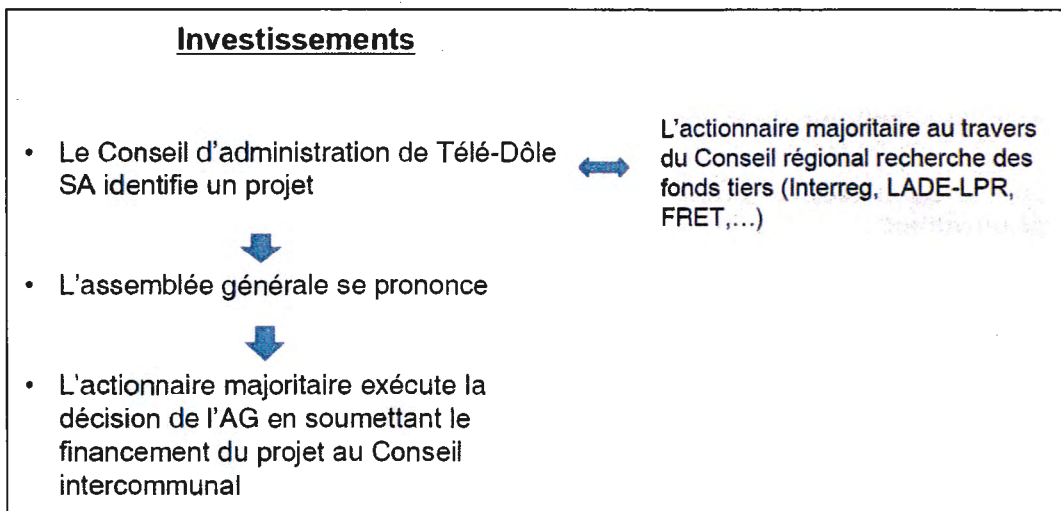 Investissements
• Le Conseil d'administration de Télé-Dôle
SA identifie un projet
L'actionnaire majoritaire au travers
du Conseil régional recherche des
fonds tiers (Interreg, LADE-LPR,
FRET,...)
• L'assemblée générale se prononce
• L'actionnaire majoritaire exécute la
décision de l'AG en soumettant le
financement du projet au Conseil
intercommunal